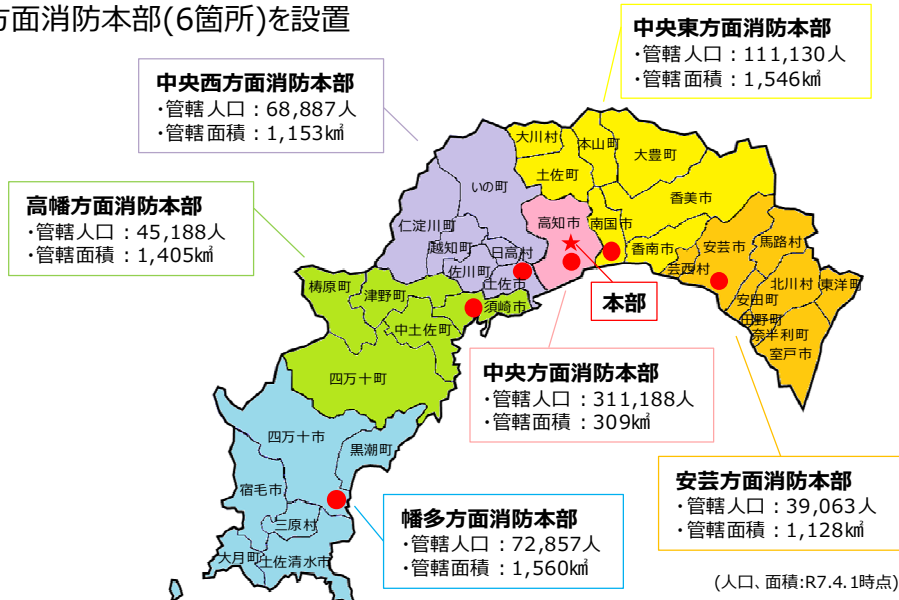 方面消防本部(6箇所)を設置
中央東方面消防本部
・管轄人口：111,130人
・管轄面積：1,546㎢
中央西方面消防本部
・管轄人口：68,887人
・管轄面積：1,153㎢
高幡方面消防本部
・管轄人口：45,188人
・管轄面積：1,405㎢
大川村
本山町
大豊町
土佐町
いの町
香美市
仁淀川町
高知市
南国市
越知町
日高村
香南市
安芸市
馬路村
佐川町
土佐市
芸西村
北川村
東洋町
梼原町
津野町
須崎市
本部
安田町
田野町
中土佐町
奈半利町
室戸市
四万十町
中央方面消防本部
・管轄人口：311,188人
・管轄面積：309㎢
四万十市
黒潮町
宿毛市
安芸方面消防本部
・管轄人口：39,063人
・管轄面積：1,128㎢
三原村
幡多方面消防本部
・管轄人口：72,857人
・管轄面積：1,560㎢
大月町
土佐清水市
(人口、面積:R7.4.1時点)